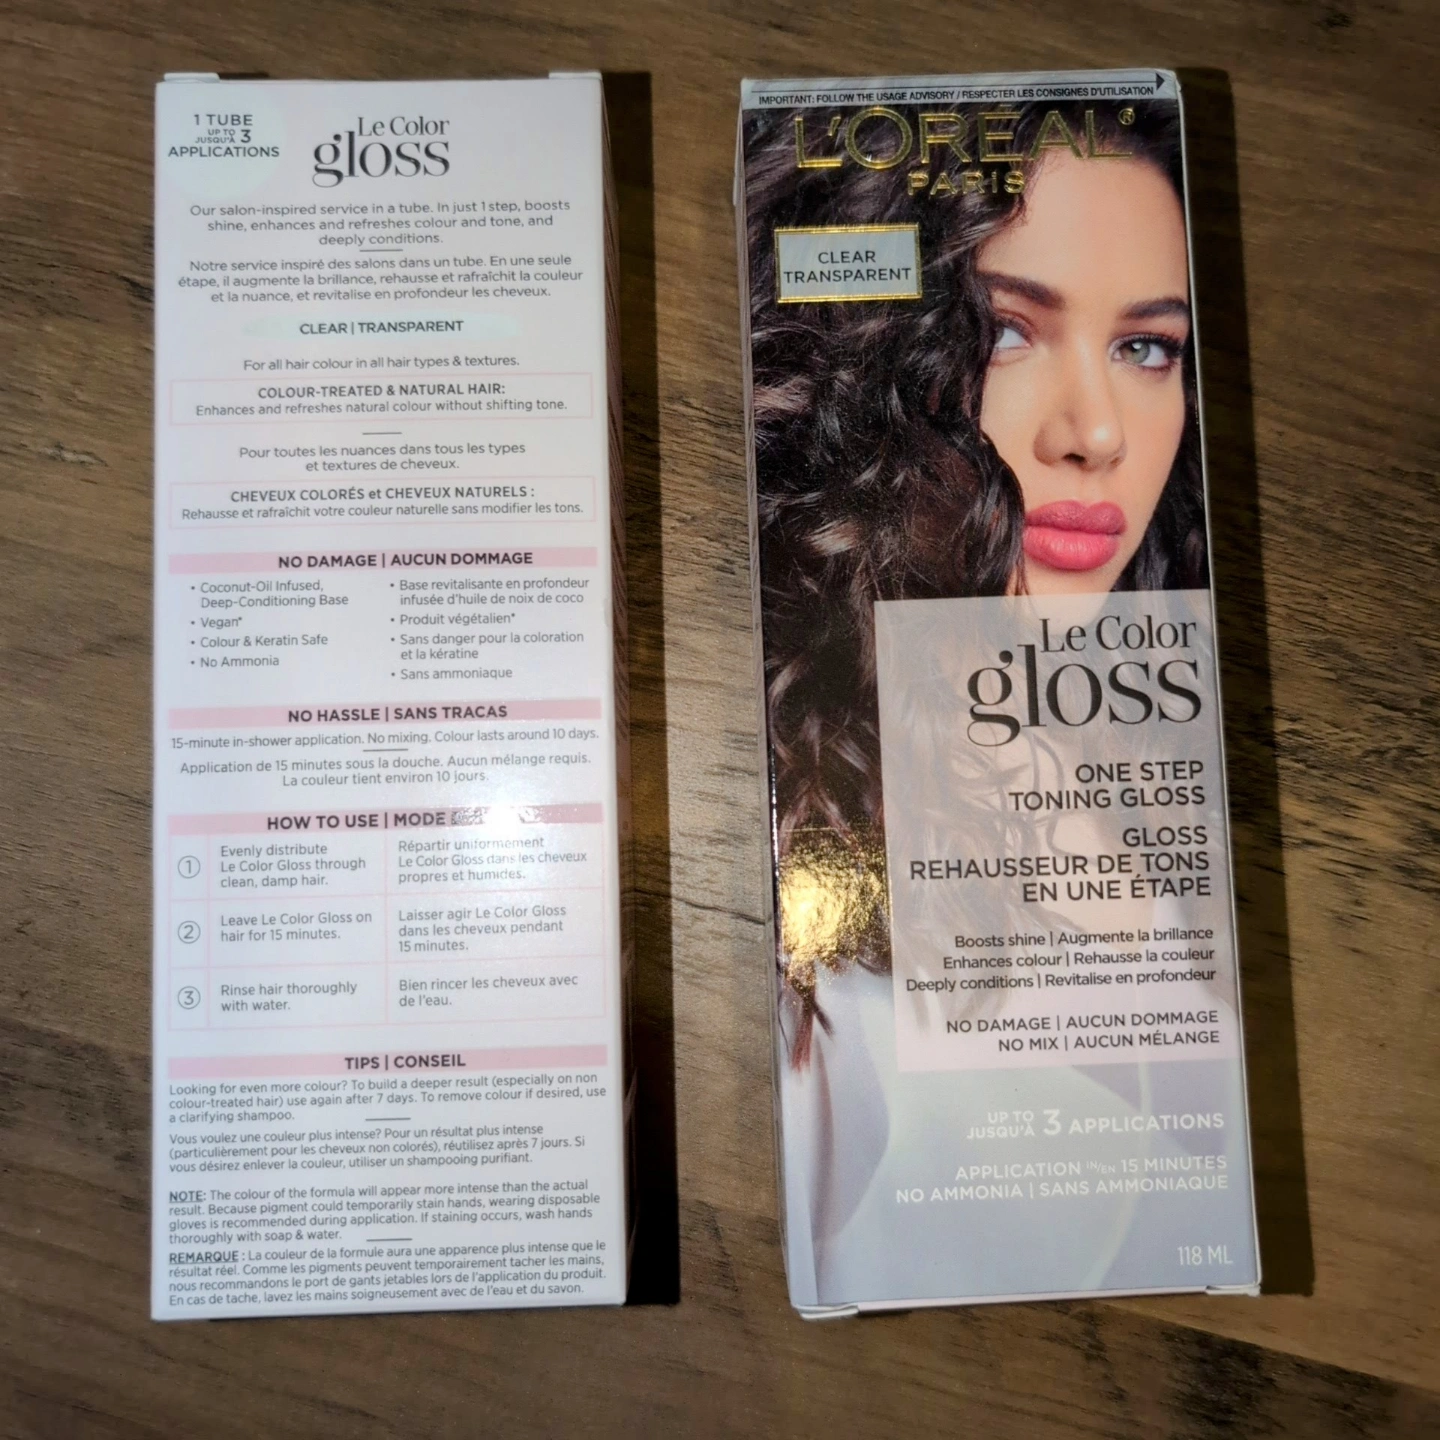 1 TUBE
UP TO
JUSQU'À 3
APPLICATIONS
Le Color
gloss
Our salon-inspired service in a tube. In just 1 step, boosts
shine, enhances and refreshes colour and tone, and
deeply conditions.
Notre service inspiré des salons dans un tube. En une seule
étape, il augmente la brillance, rehausse et rafraîchit la couleur
et la nuance, et revitalise en profondeur les cheveux.
CLEAR | TRANSPARENT
For all hair colour in all hair types & textures.
COLOUR-TREATED & NATURAL HAIR:
Enhances and refreshes natural colour without shifting tone.
Pour toutes les nuances dans tous les types
et textures de cheveux.
CHEVEUX COLORÉS et CHEVEUX NATURELS :
Rehausse et rafraîchit votre couleur naturelle sans modifier les tons.
NO DAMAGE | AUCUN DOMMAGE
• Coconut-Oil Infused,
Deep-Conditioning Base
• Vegan*
• Colour & Keratin Safe
• No Ammonia
• Base revitalisante en profondeur
infusée d'huile de noix de coco
• Produit végétalien*
• Sans danger pour la coloration
et la kératine
• Sans ammoniaque
NO HASSLE | SANS TRACAS
15-minute in-shower application. No mixing. Colour lasts around 10 days.
Application de 15 minutes sous la douche. Aucun mélange requis.
La couleur tient environ 10 jours.
HOW TO USE | MODE
1
Evenly distribute
Le Color Gloss through
clean, damp hair.
Répartir uniformément
Le Color Gloss dans les cheveux
propres et humides.
2
Leave Le Color Gloss on
hair for 15 minutes.
Laisser agir Le Color Gloss
dans les cheveux pendant
15 minutes.
3
Rinse hair thoroughly
with water.
Bien rincer les cheveux avec
de l'eau.
TIPS | CONSEIL
Looking for even more colour? To build a deeper result (especially on non
colour-treated hair) use again after 7 days. To remove colour if desired, use
a clarifying shampoo.
Vous voulez une couleur plus intense? Pour un résultat plus intense
(particulièrement pour les cheveux non colorés), réutilisez après 7 jours. Si
vous désirez enlever la couleur, utiliser un shampooing purifiant.
NOTE: The colour of the formula will appear more intense than the actual
result. Because pigment could temporarily stain hands, wearing disposable
gloves is recommended during application. If staining occurs, wash hands
thoroughly with soap & water.
REMARQUE : La couleur de la formule aura une apparence plus intense que le
résultat réel. Comme les pigments peuvent temporairement tacher les mains,
nous recommandons le port de gants jetables lors de l'application du produit.
En cas de tache, lavez les mains soigneusement avec de l'eau et du savon.
IMPORTANT: FOLLOW THE USAGE ADVISORY / RESPECTER LES CONSIGNES D'UTILISATION
L'ORÉAL®
PARIS
CLEAR
TRANSPARENT
Le Color
gloss
ONE STEP
TONING GLOSS
GLOSS
REHAUSSEUR DE TONS
EN UNE ÉTAPE
Boosts shine | Augmente la brillance
Enhances colour | Rehausse la couleur
Deeply conditions | Revitalise en profondeur
NO DAMAGE | AUCUN DOMMAGE
NO MIX | AUCUN MÉLANGE
UP TO
JUSQU'À 3 APPLICATIONS
APPLICATION IN/EN 15 MINUTES
NO AMMONIA | SANS AMMONIAQUE
118 ML